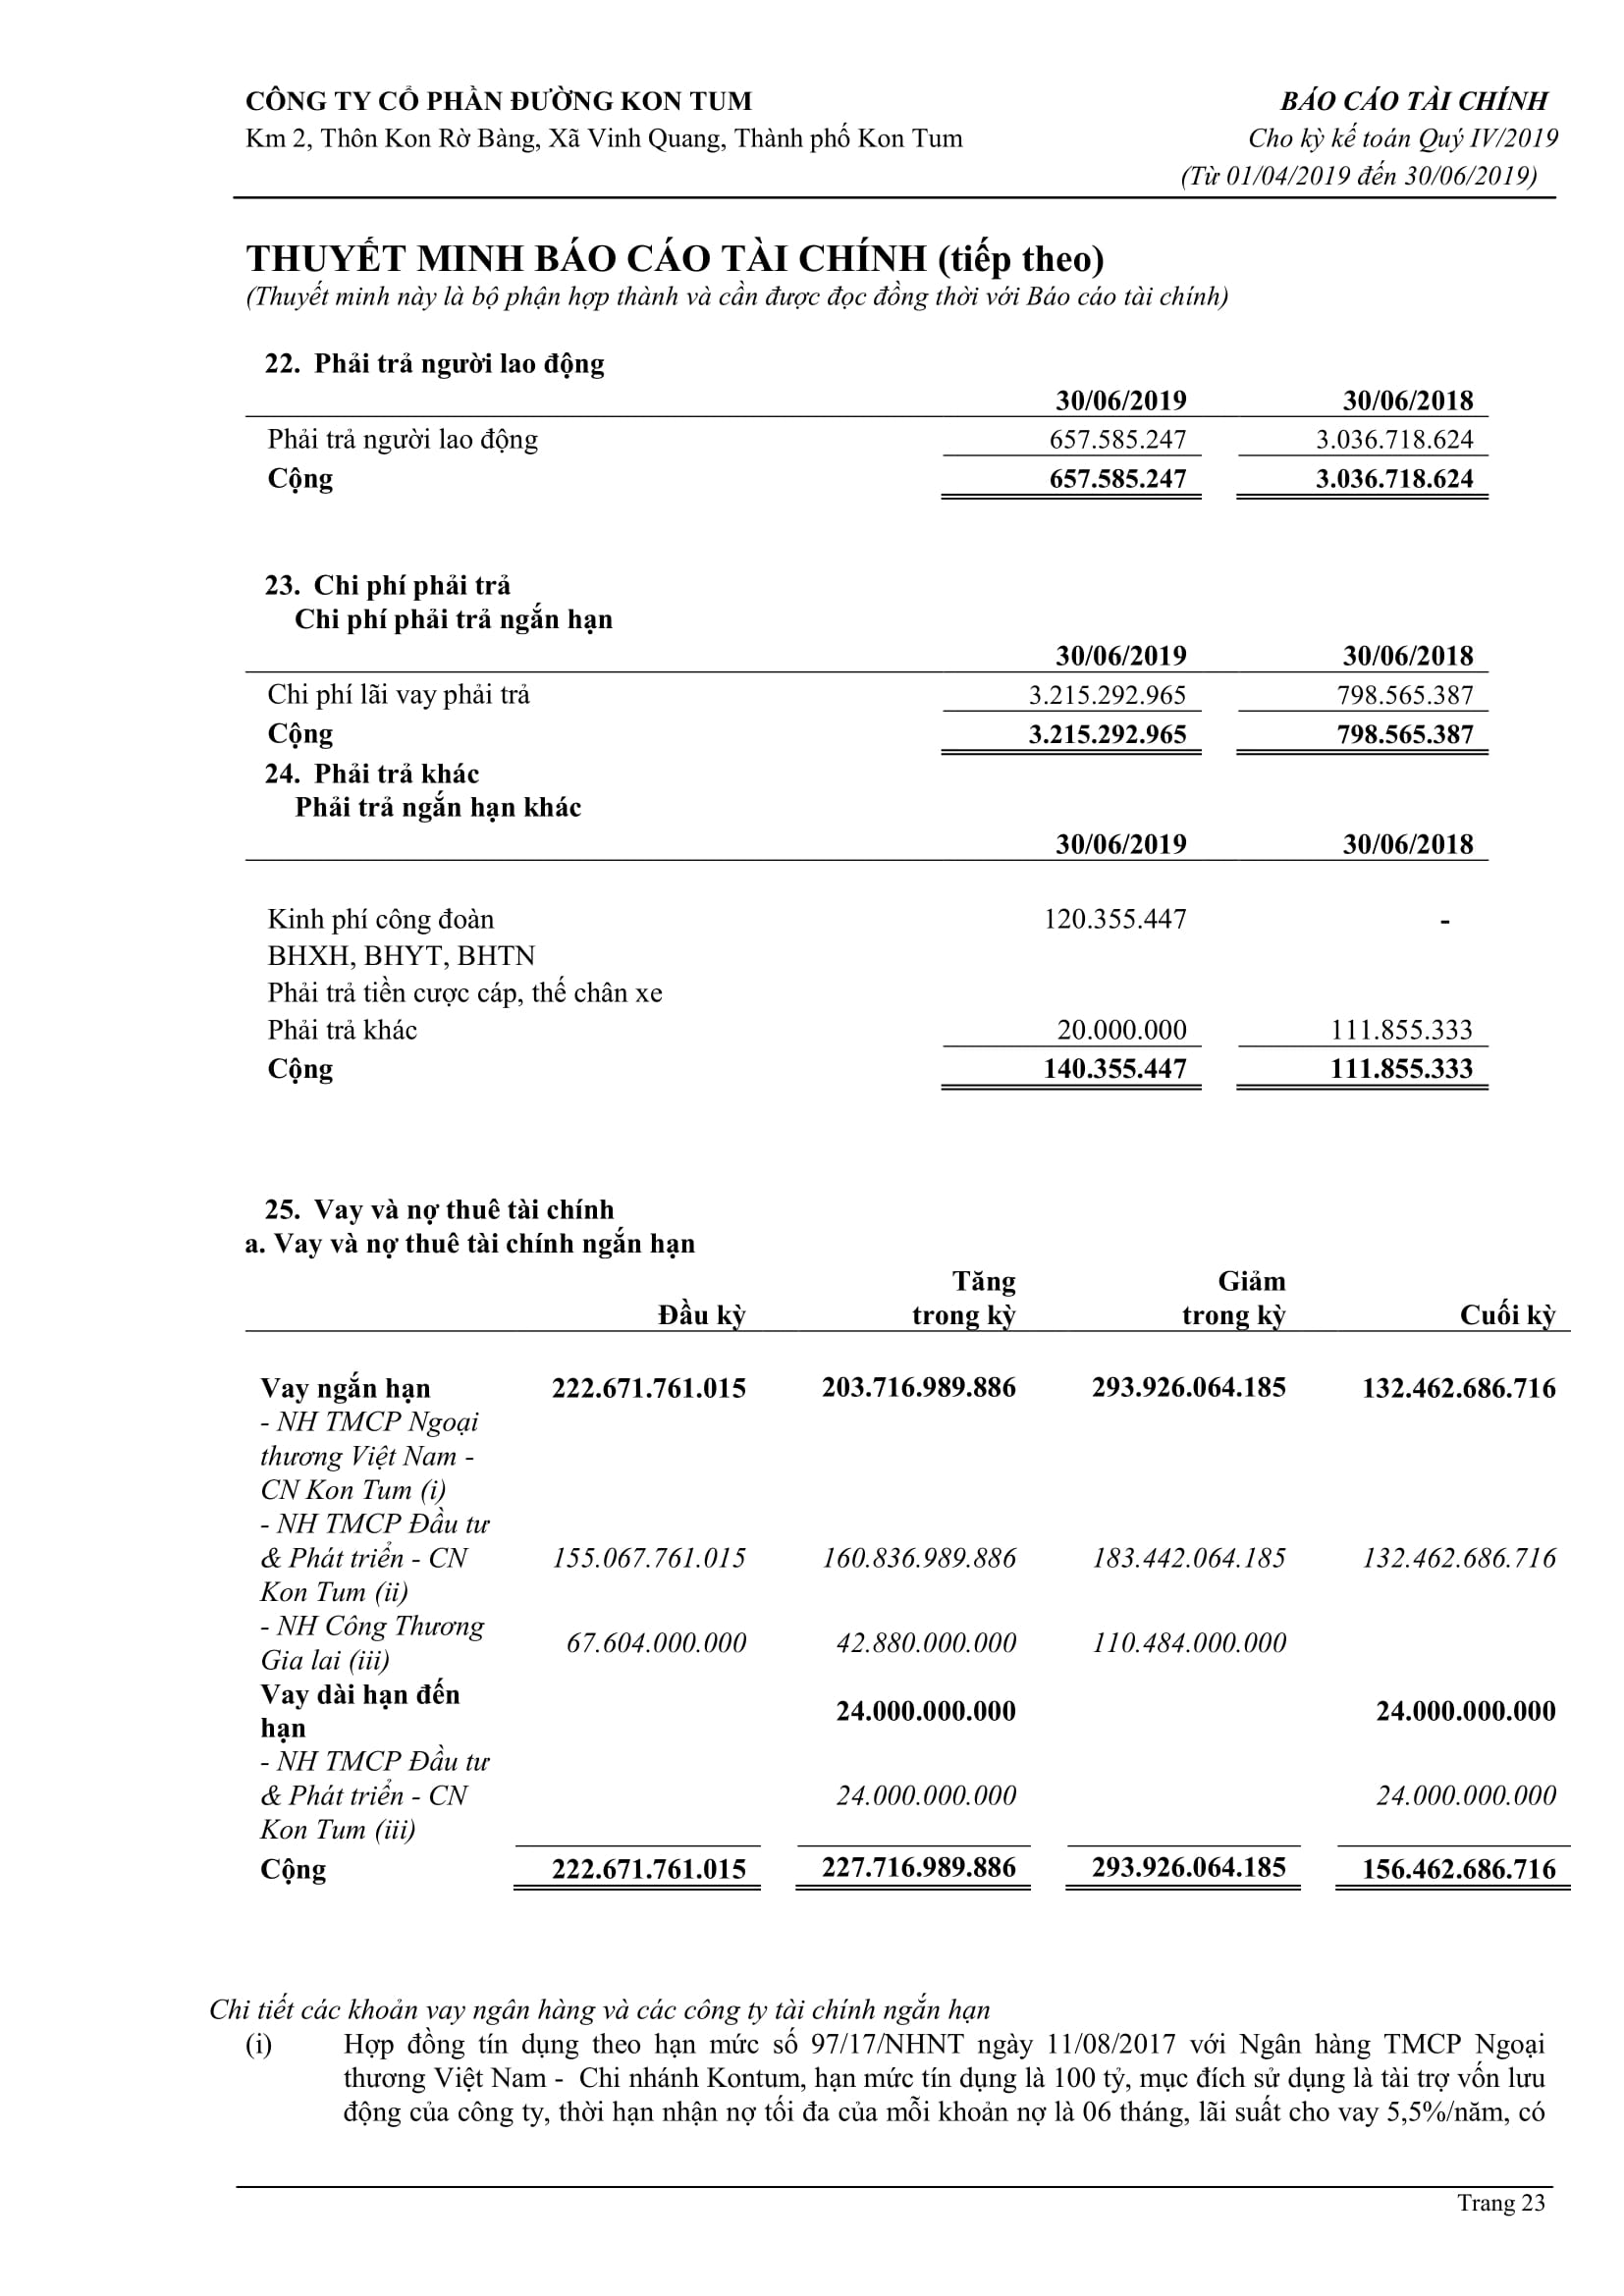 CÔNG TY CỔ PHẦN ĐƯỜNG KON TUM BÁO CÁO TÀI CHÍNH
Km 2, Thôn Kon Rờ Bàng, Xã Vinh Quang, Thành phố Kon Tum Cho kỳ kế toán Quý IV/2019
(Từ 01/04/2019 đến 30/06/2019)
THUYẾT MINH BÁO CÁO TÀI CHÍNH (tiếp theo)
(Thuyết minh này là bộ phận hợp thành và cần được đọc đồng thời với Báo cáo tài chính)
22. Phải trả người lao động
30/06/2019 30/06/2018
Phải trả người lao động 657.585.247 3.036.718.624
Cộng 657.585.247 3.036.718.624
23. Chi phí phải trả
Chi phí phải trả ngắn hạn
30/06/2019 30/06/2018
Chi phí lãi vay phải trả 3.215.292.965 798.565.387
Cộng 3.215.292.965 798.565.387
24. Phải trả khác
Phải trả ngắn hạn khác
30/06/2019 30/06/2018
Kinh phí công đoàn 120.355.447 -
BHXH, BHYT, BHTN
Phải trả tiền cược cáp, thế chân xe
Phải trả khác 20.000.000 111.855.333
Cộng 140.355.447 111.855.333
25. Vay và nợ thuê tài chính
a. Vay và nợ thuê tài chính ngắn hạn
Tăng Giảm
Đầu kỳ trong kỳ trong kỳ Cuối kỳ
Vay ngắn hạn 222.671.761.015 203.716.989.886 293.926.064.185 132.462.686.716
- NH TMCP Ngoại
thương Việt Nam -
CN Kon Tum (i)
- NH TMCP Đầu tư
& Phát triển - CN 155.067.761.015 160.836.989.886 183.442.064.185 132.462.686.716
Kon Tum (ii)
- NH Công Thương
Gia lai (iii) 67.604.000.000 42.880.000.000 110.484.000.000
Vay dài hạn đến
hạn 24.000.000.000 24.000.000.000
- NH TMCP Đầu tư
& Phát triển - CN 24.000.000.000 24.000.000.000
Kon Tum (iii)
Cộng 222.671.761.015 227.716.989.886 293.926.064.185 156.462.686.716
Chi tiết các khoản vay ngân hàng và các công ty tài chính ngắn hạn
(i) Hợp đồng tín dụng theo hạn mức số 97/17/NHNT ngày 11/08/2017 với Ngân hàng TMCP Ngoại
thương Việt Nam - Chi nhánh Kontum, hạn mức tín dụng là 100 tỷ, mục đích sử dụng là tài trợ vốn lưu
động của công ty, thời hạn nhận nợ tối đa của mỗi khoản nợ là 06 tháng, lãi suất cho vay 5,5%/năm, có
Trang 23